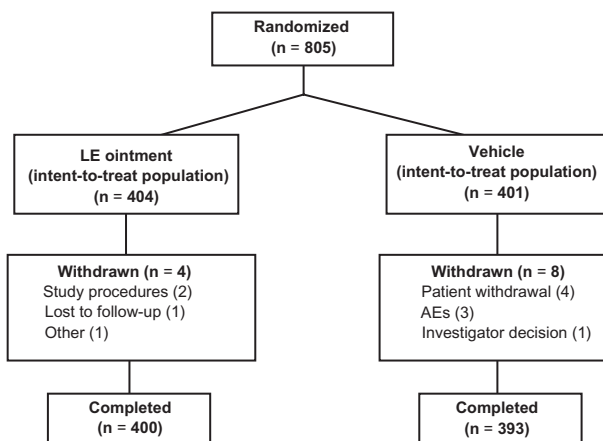 Randomized
(n = 805)
LE ointment
(intent-to-treat population)
(n = 404)
Vehicle
(intent-to-treat population)
(n = 401)
Withdrawn (n = 4)
Study procedures (2)
Lost to follow-up (1)
Other (1)
Withdrawn (n = 8)
Patient withdrawal (4)
AEs (3)
Investigator decision (1)
Completed
(n = 400)
Completed
(n = 393)